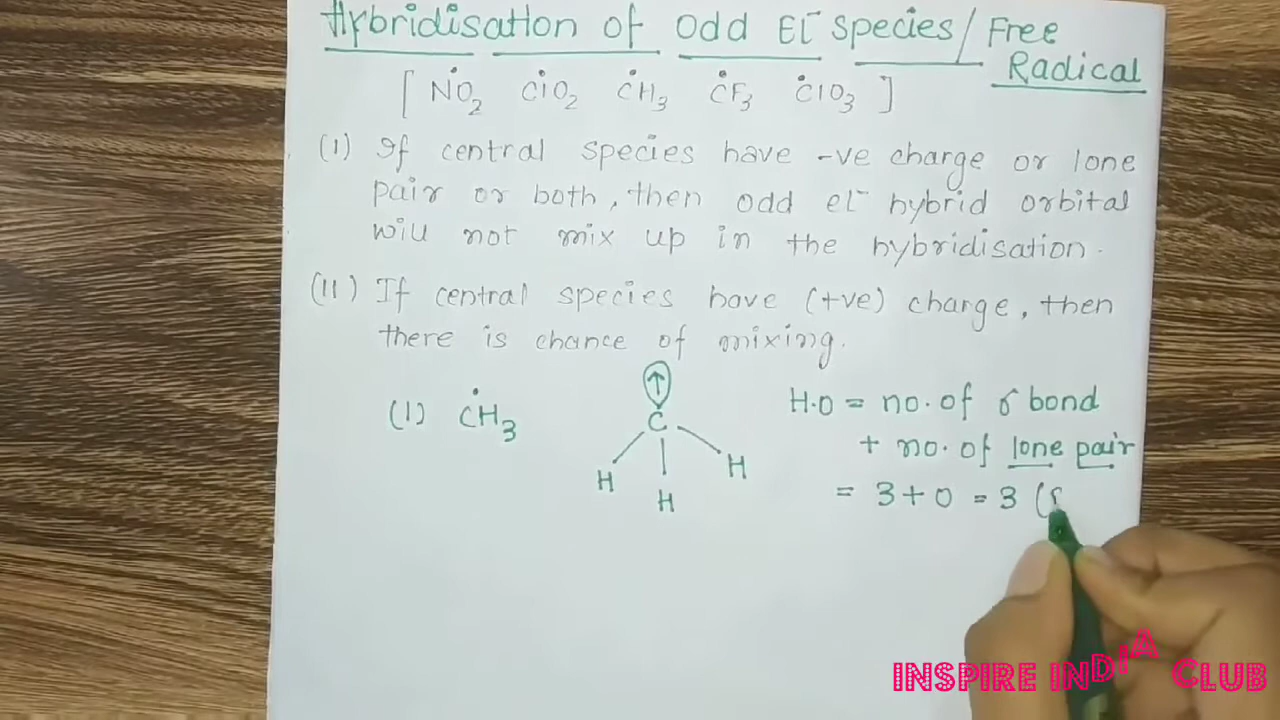 Hybridisation of Odd El⁻ Species/Free
Radical
[ṄO₂ ĊlO₂ ĊH₃ ĊF₃ ĊlO₃]
(I) If central species have -ve charge or lone
pair or both, then odd el⁻ hybrid orbital
will not mix up in the hybridisation.
(II) If central species have (+ve) charge, then
there is chance of mixing.
(1) ĊH₃
↑
C
H H H
H.O = no. of σ bond
+ no. of lone pair
= 3+0 = 3 (s
INSPIRE INDIA CLUB